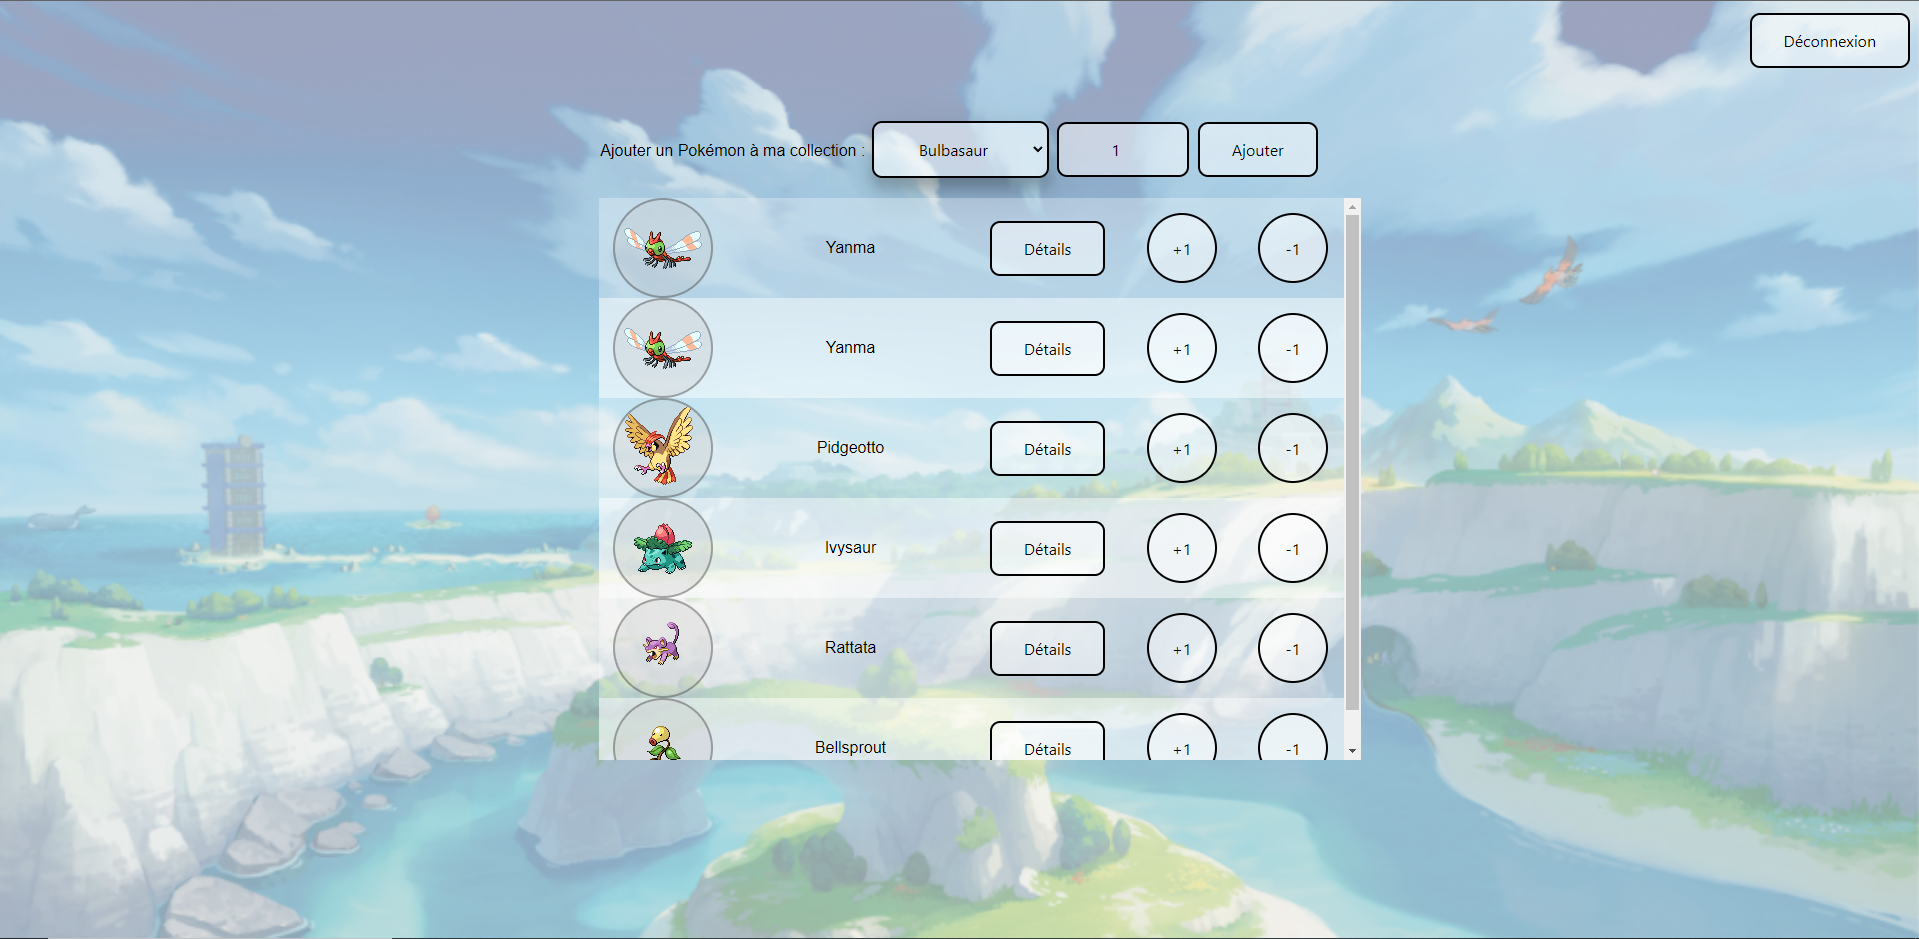 Déconnexion
Ajouter un Pokémon à ma collection : Bulbasaur 1 Ajouter
Yanma Détails +1 -1
Yanma Détails +1 -1
Pidgeotto Détails +1 -1
Ivysaur Détails +1 -1
Rattata Détails +1 -1
Bellsprout Détails +1 -1